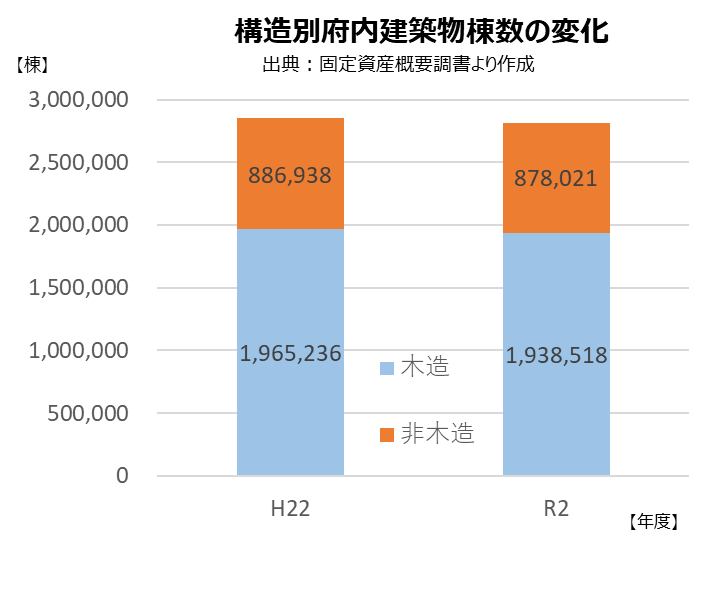 構造別府内建築物棟数の変化
【棟】
出典：固定資産概要調書より作成
3,000,000
2,500,000
2,000,000
1,500,000
1,000,000
500,000
0
886,938
878,021
1,965,236
1,938,518
木造
非木造
H22
R2
【年度】